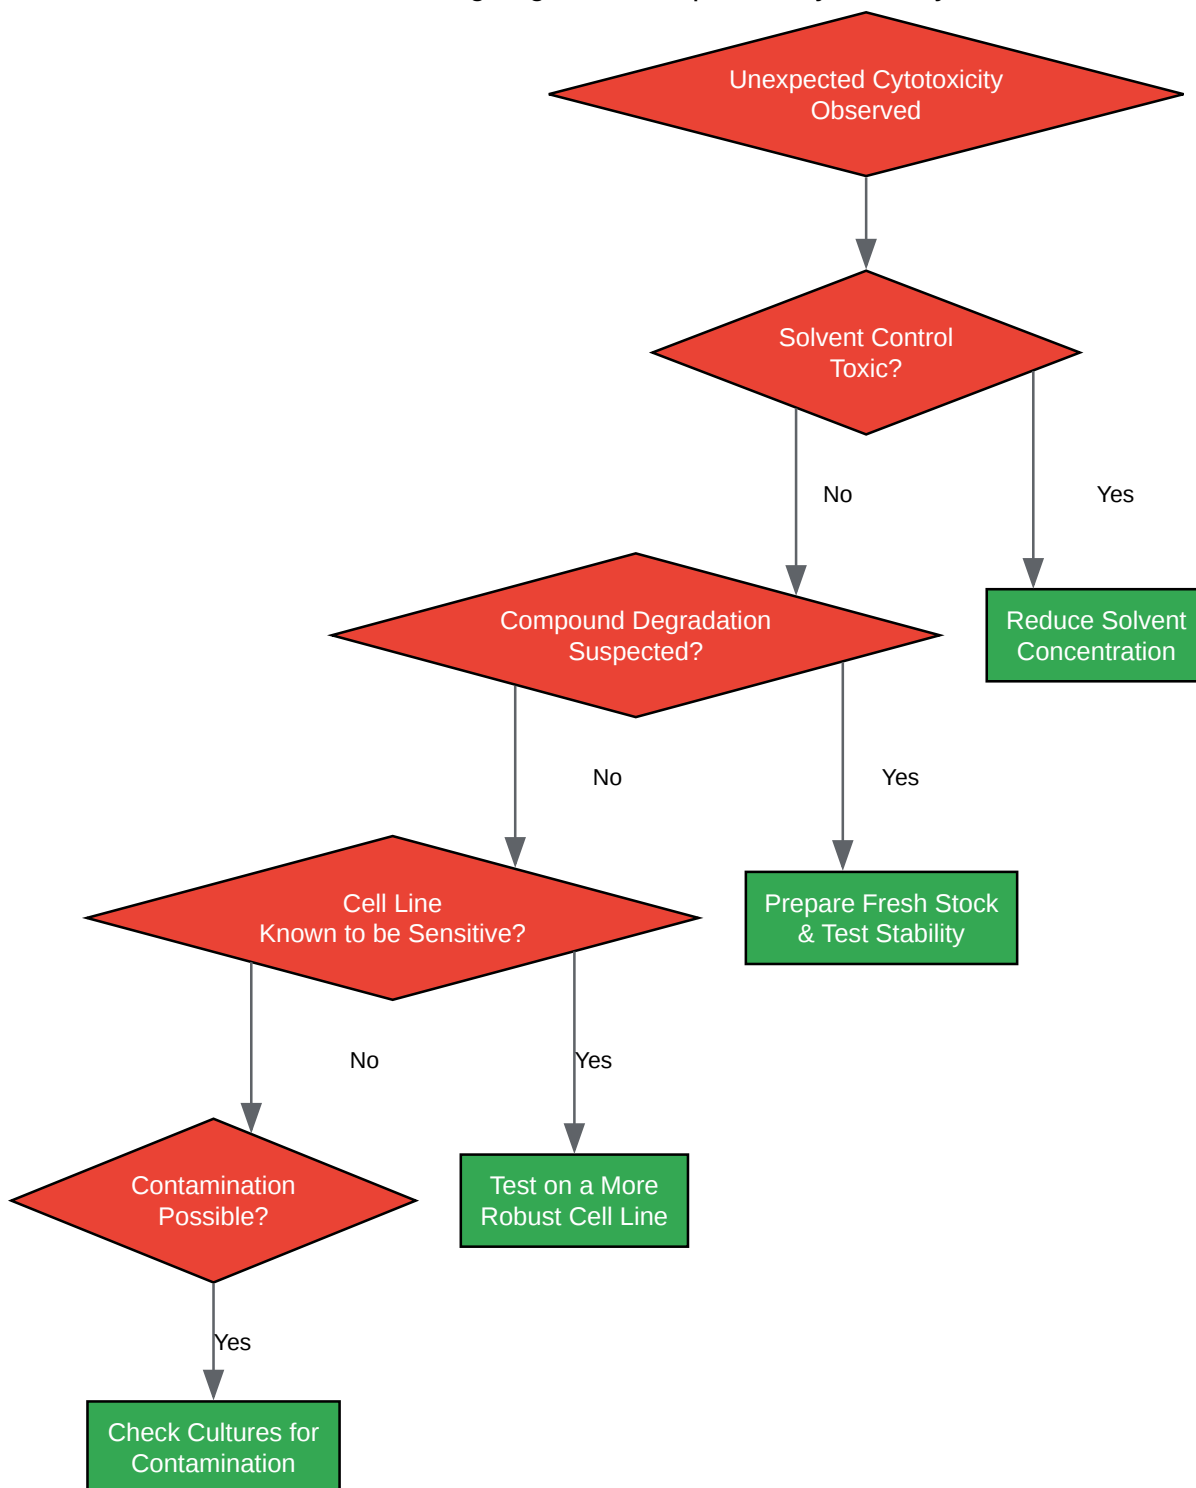 Unexpected Cytotoxicity
Observed
Solvent Control
Toxic?
No
Yes
Compound Degradation
Suspected?
Reduce Solvent
Concentration
No
Yes
Cell Line
Known to be Sensitive?
Prepare Fresh Stock
& Test Stability
No
Yes
Contamination
Possible?
Test on a More
Robust Cell Line
Yes
Check Cultures for
Contamination